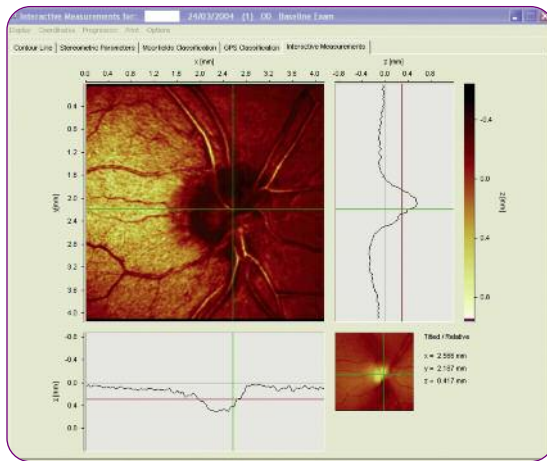 Interactive Measurements for: 24/03/2004 (1) OD Baseline Exam
Display Coordinates Progression Print Options
Contour Line Stereometric Parameters Moorfields Classification GPS Classification Interactive Measurements
x [mm] z [mm]
0.0 0.4 0.8 1.2 1.6 2.0 2.4 2.8 3.2 3.6 4.0 -0.8 -0.4 0.0 0.4 0.8
0.4
0.8
1.2
1.6
2.0
2.4
2.8
3.2
3.6
4.0
y [mm]
-0.4
0.0
0.4
0.8
z [mm]
-0.8
-0.4
0.0
0.4
0.8
z [mm]
Tilted / Relative
x = 2.566 mm
y = 2.167 mm
z = 0.417 mm